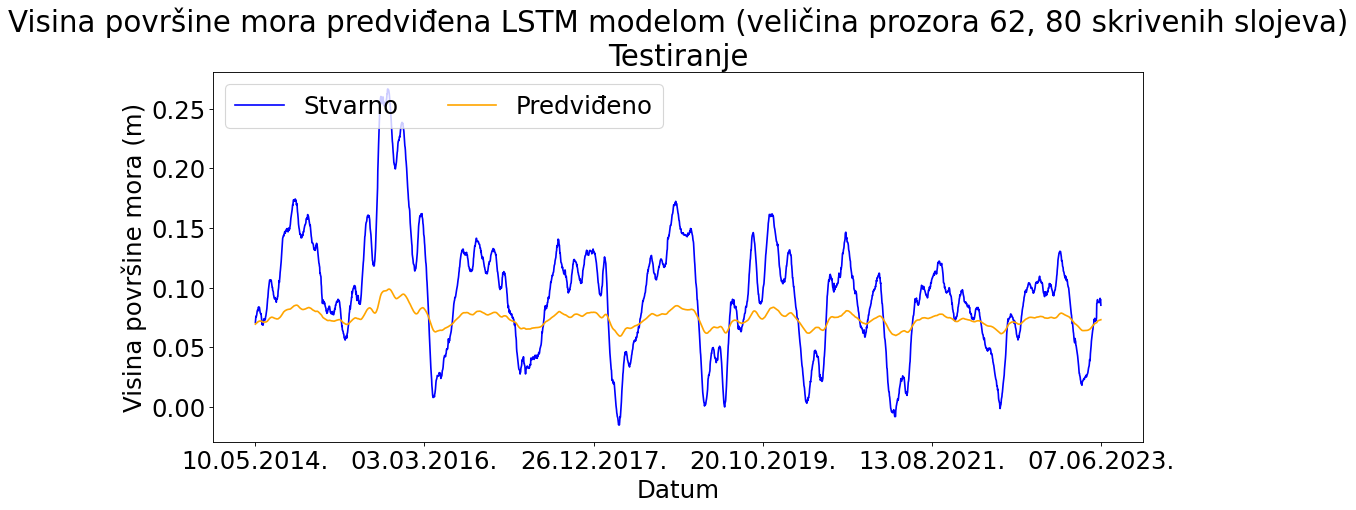 Visina površine mora predviđena LSTM modelom (veličina prozora 62, 80 skrivenih slojeva)
Testiranje
Stvarno
Predviđeno
Visina površine mora (m)
0.25
0.20
0.15
0.10
0.05
0.00
10.05.2014.
03.03.2016.
26.12.2017.
20.10.2019.
13.08.2021.
07.06.2023.
Datum